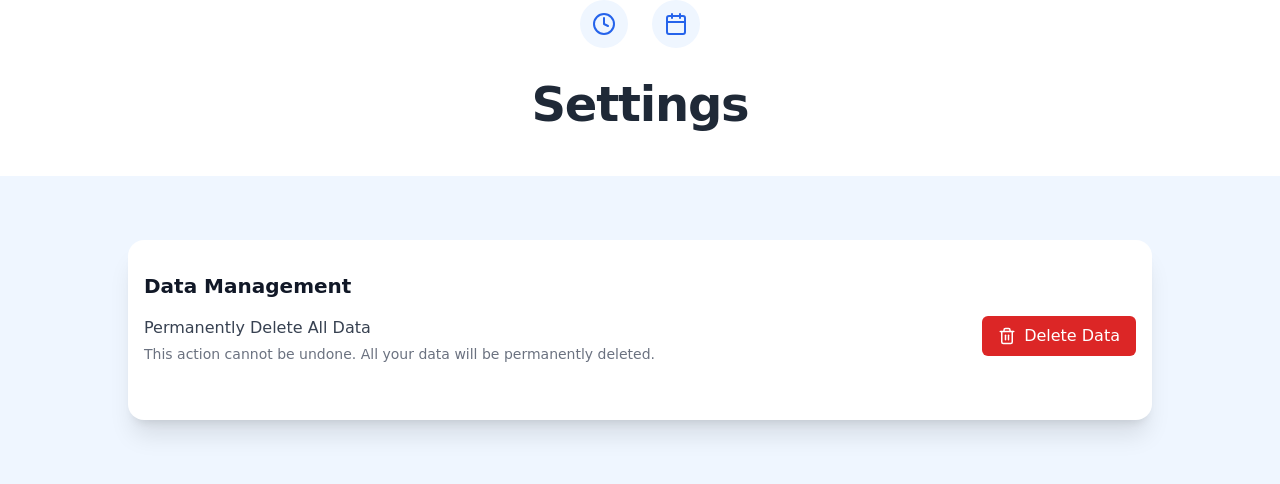 Settings
Data Management
Permanently Delete All Data
This action cannot be undone. All your data will be permanently deleted.
Delete Data